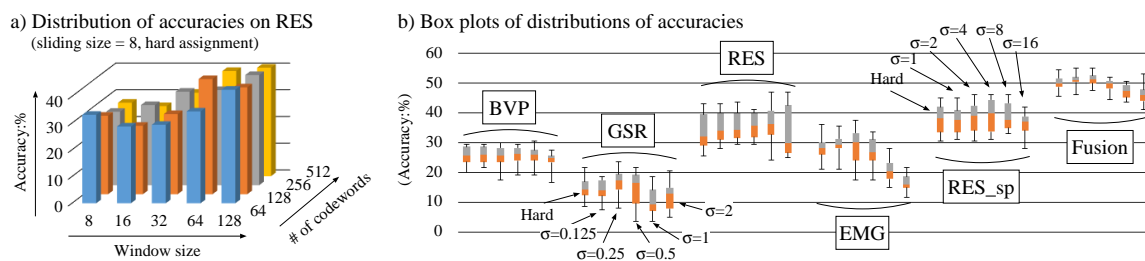 a) Distribution of accuracies on RES
(sliding size = 8, hard assignment)
Accuracy:%
40
30
20
10
0
8 16 32 64 128
Window size
64
128
256
512
# of codewords
b) Box plots of distributions of accuracies
(Accuracy:%)
60
50
40
30
20
10
0
BVP
GSR
Hard
σ=0.125
σ=0.25
σ=0.5
σ=1
σ=2
RES
EMG
Hard
σ=1
σ=2
σ=4
σ=8
σ=16
RES_sp
Fusion